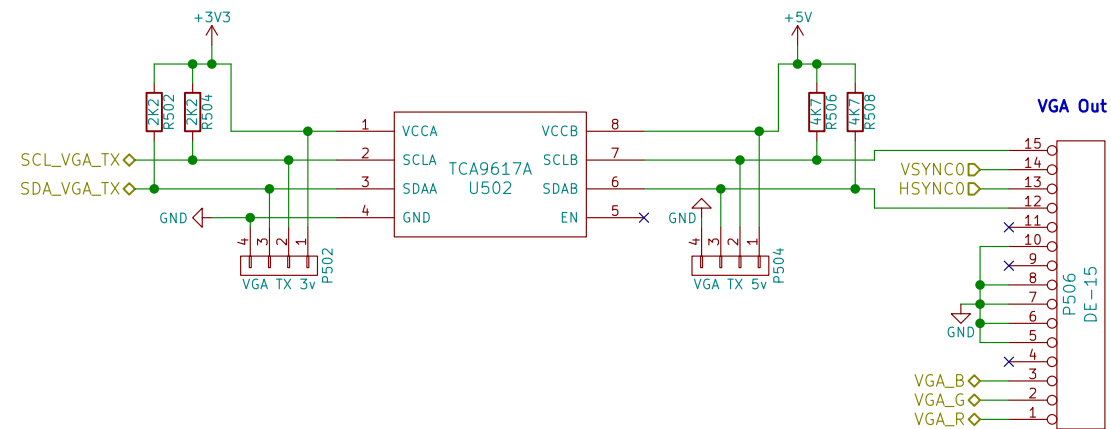 +3V3
+5V
VGA Out
2K2
R502
2K2
R504
4K7
R506
4K7
R508
SCL_VGA_TX
SDA_VGA_TX
GND
1 VCCA VCCB 8
2 SCLA SCLB 7
3 SDAA SDAB 6
4 GND EN 5
TCA9617A
U502
4 3 2 1
P502
VGA TX 3v
GND
4 3 2 1
P504
VGA TX 5v
15
VSYNCO 14
HSYNCO 13
12
11
10
9
8
7
6
5
4
GND
VGA_B 3
VGA_G 2
VGA_R 1
P506
DE-15